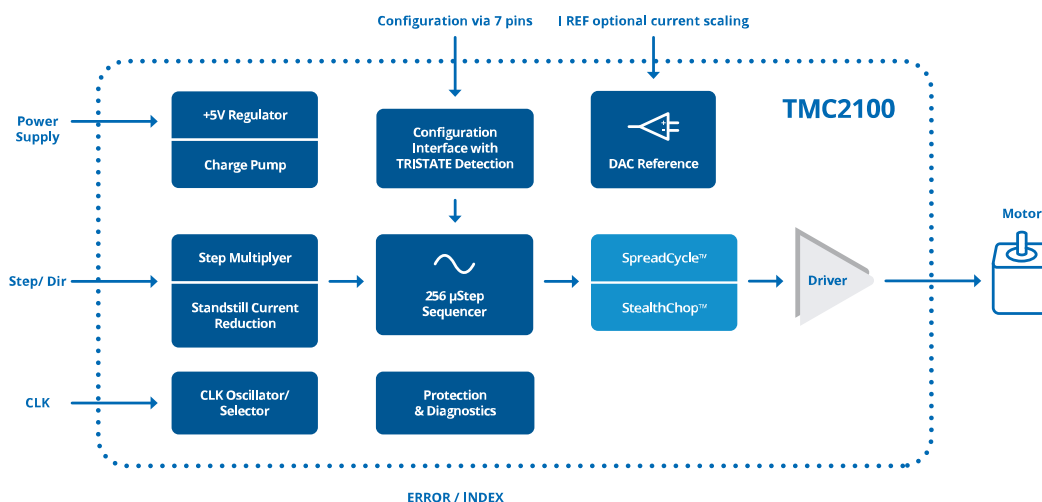 Configuration via 7 pins
I REF optional current scaling
TMC2100
Power
Supply
+5V Regulator
Charge Pump
Configuration
Interface with
TRISTATE Detection
DAC Reference
Motor
Step/ Dir
Step Multiplyer
Standstill Current
Reduction
256 µStep
Sequencer
SpreadCycle™
StealthChop™
Driver
CLK
CLK Oscillator/
Selector
Protection
& Diagnostics
ERROR / INDEX